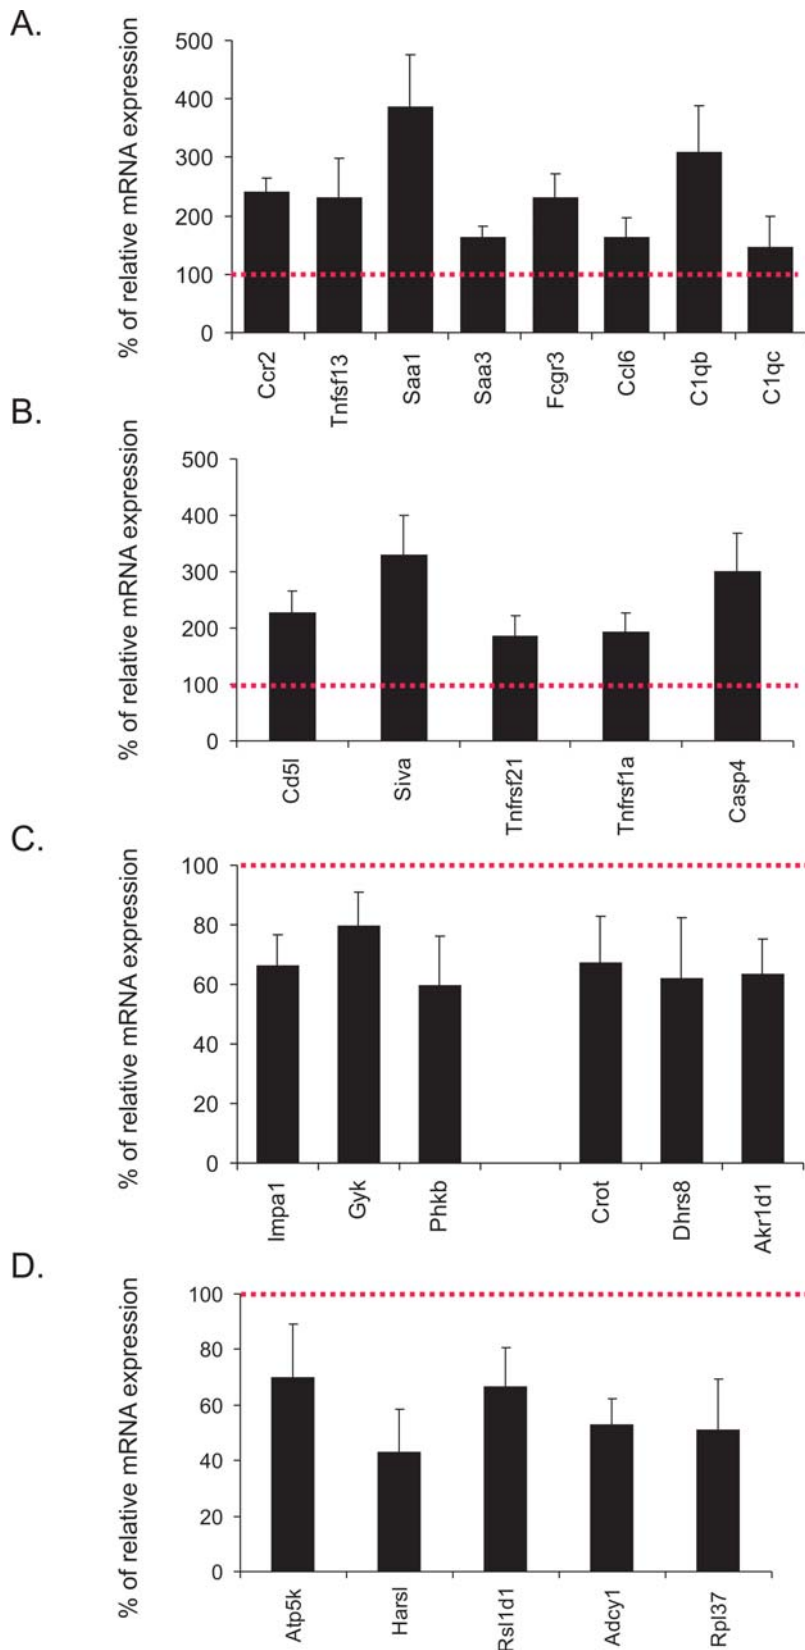 A.
% of relative mRNA expression
500
400
300
200
100
0
Ccr2
Tnfsf13
Saa1
Saa3
Fcgr3
Ccl6
C1qb
C1qc
B.
% of relative mRNA expression
500
400
300
200
100
0
Cd5l
Siva
Tnfrsf21
Tnfrsf1a
Casp4
C.
% of relative mRNA expression
100
80
60
40
20
0
Impa1
Gyk
Phkb
Crot
Dhrs8
Akr1d1
D.
% of relative mRNA expression
100
80
60
40
20
0
Atp5k
Harsl
Rsl1d1
Adcy1
Rpl37